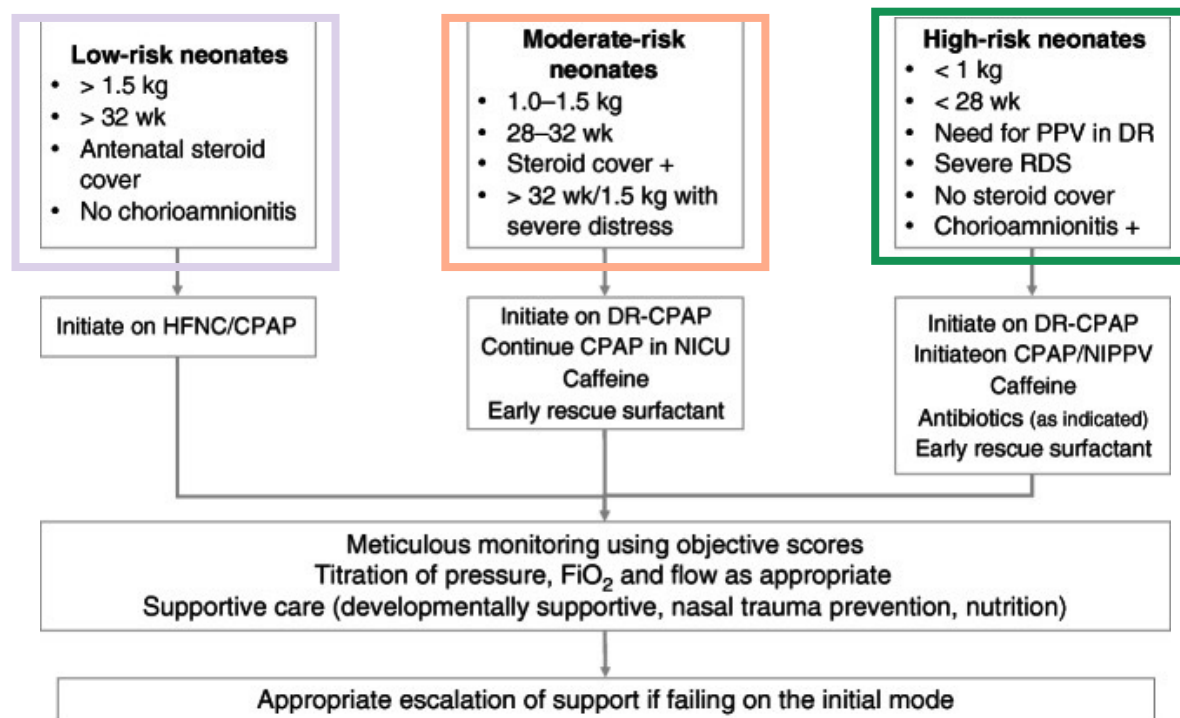 Low-risk neonates
• > 1.5 kg
• > 32 wk
• Antenatal steroid
cover
• No chorioamnionitis
Moderate-risk
neonates
• 1.0–1.5 kg
• 28–32 wk
• Steroid cover +
• > 32 wk/1.5 kg with
severe distress
High-risk neonates
• < 1 kg
• < 28 wk
• Need for PPV in DR
• Severe RDS
• No steroid cover
• Chorioamnionitis +
Initiate on HFNC/CPAP
Initiate on DR-CPAP
Continue CPAP in NICU
Caffeine
Early rescue surfactant
Initiate on DR-CPAP
Initiateon CPAP/NIPPV
Caffeine
Antibiotics (as indicated)
Early rescue surfactant
Meticulous monitoring using objective scores
Titration of pressure, FiO₂ and flow as appropriate
Supportive care (developmentally supportive, nasal trauma prevention, nutrition)
Appropriate escalation of support if failing on the initial mode